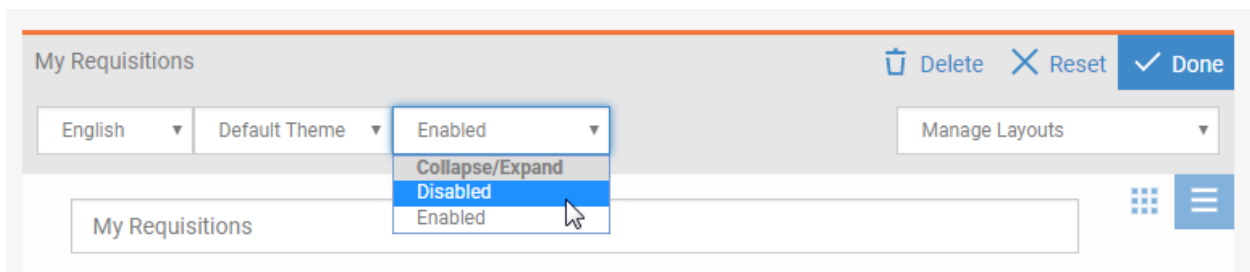 My Requisitions
Delete
Reset
Done
English
Default Theme
Enabled
Manage Layouts
Collapse/Expand
Disabled
Enabled
My Requisitions